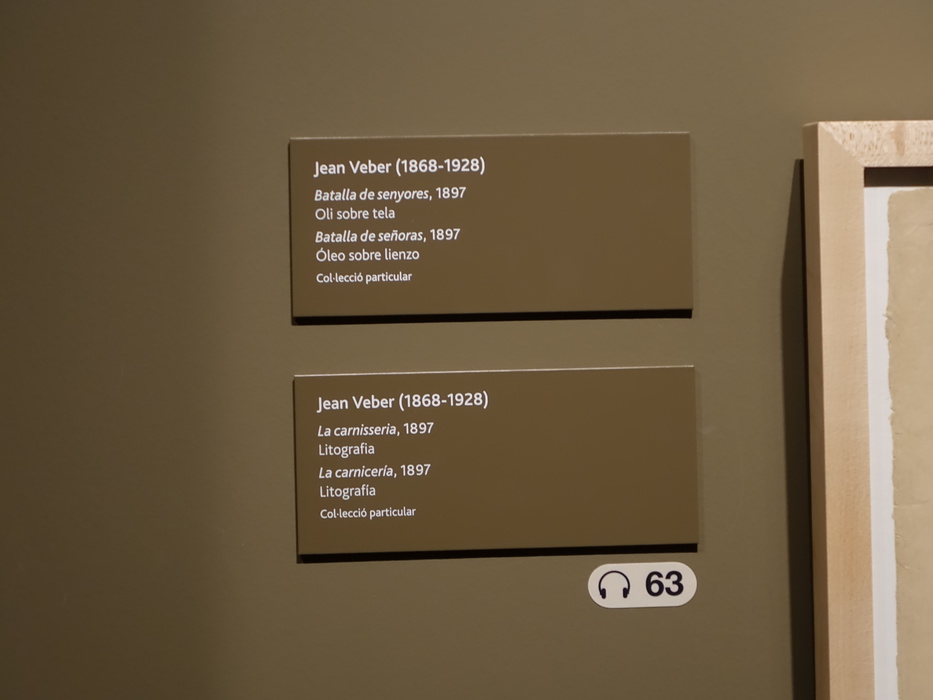 Jean Veber (1868-1928)
Batalla de senyores, 1897
Oli sobre tela
Batalla de señoras, 1897
Óleo sobre lienzo
Col·lecció particular
Jean Veber (1868-1928)
La carnisseria, 1897
Litografia
La carnicería, 1897
Litografía
Col·lecció particular
63